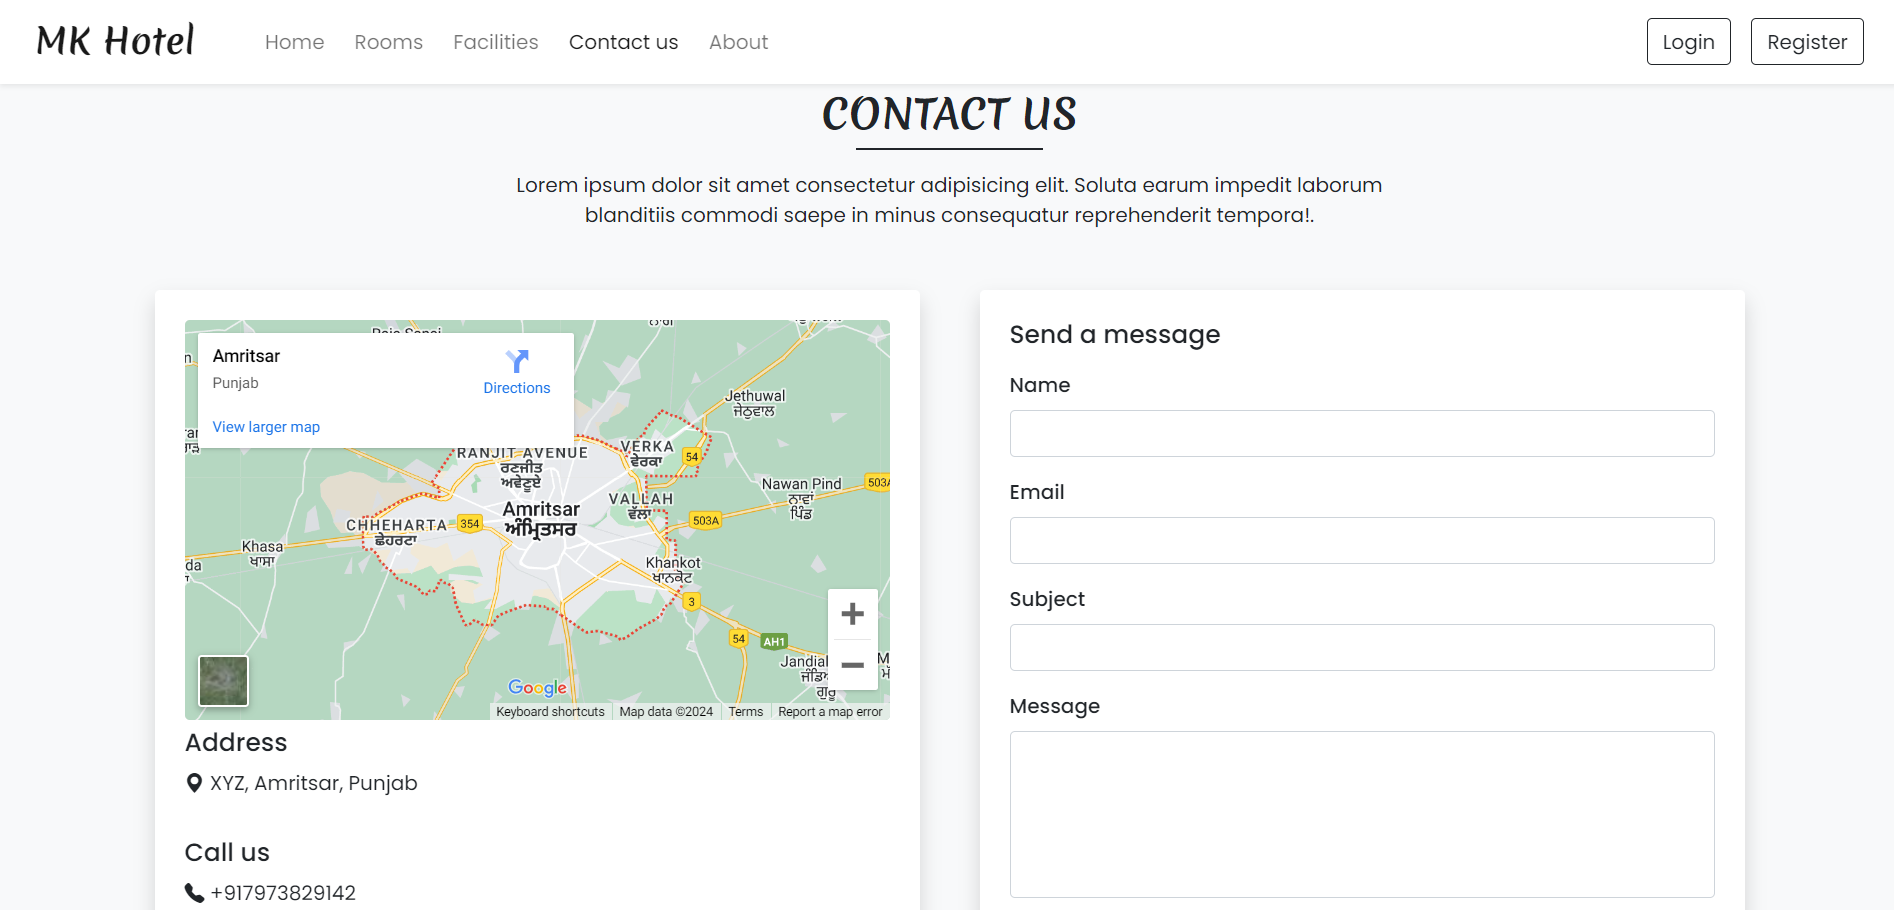 MK Hotel
Home
Rooms
Facilities
Contact us
About
Login
Register
CONTACT US
Lorem ipsum dolor sit amet consectetur adipisicing elit. Soluta earum impedit laborum
blanditiis commodi saepe in minus consequatur reprehenderit tempora!.
Amritsar
Punjab
Directions
View larger map
Jethuwal
ਜੇਠੂਵਾਲ
RANJIT AVENUE
ਰਣਜੀਤ
ਅਵੇਨੂਏ
VERKA
ਵੇਰਕਾ
54
Nawan Pind
ਨਾਵਾਂ
ਪਿੰਡ
503A
VALLAH
ਵੱਲਾ
Amritsar
ਅੰਮ੍ਰਿਤਸਰ
CHHEHARTA
ਛੇਹਰਟਾ
354
503A
Khasa
ਖਾਸਾ
Khankot
ਖਾਨਕੋਟ
3
54
AH1
Jandial
Google
Keyboard shortcuts
Map data ©2024
Terms
Report a map error
Address
XYZ, Amritsar, Punjab
Call us
+917973829142
Send a message
Name
Email
Subject
Message